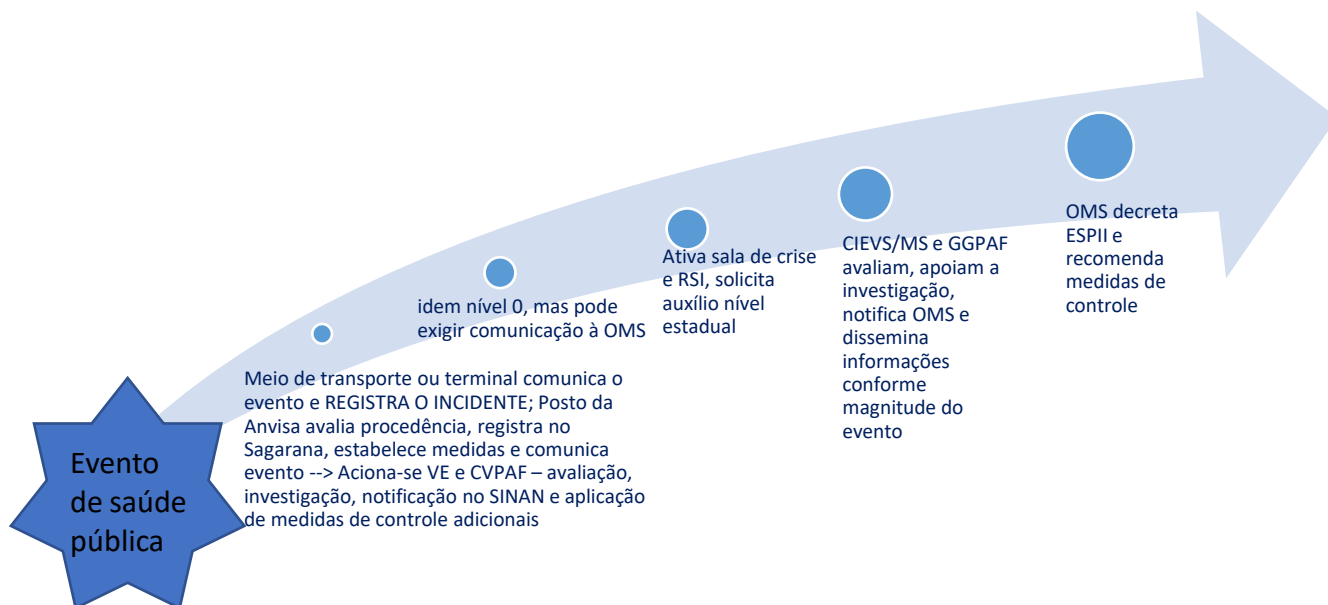 Evento
de saúde
pública
Meio de transporte ou terminal comunica o
evento e REGISTRA O INCIDENTE; Posto da
Anvisa avalia procedência, registra no
Sagarana, estabelece medidas e comunica
evento --> Aciona-se VE e CVPAF – avaliação,
investigação, notificação no SINAN e aplicação
de medidas de controle adicionais
idem nível 0, mas pode
exigir comunicação à OMS
Ativa sala de crise
e RSI, solicita
auxílio nível
estadual
CIEVS/MS e GGPAF
avaliam, apoiam a
investigação,
notifica OMS e
dissemina
informações
conforme
magnitude do
evento
OMS decreta
ESPII e
recomenda
medidas de
controle